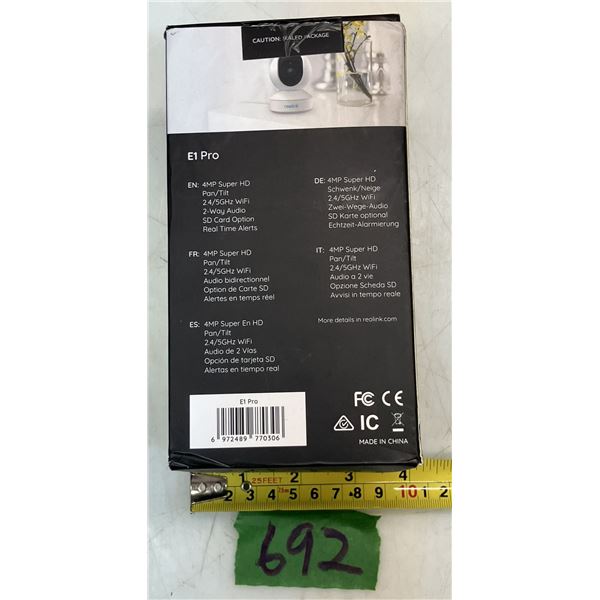 CAUTION: SEALED PACKAGE
reolink
E1 Pro
EN: 4MP Super HD
Pan/Tilt
2.4/5GHz WiFi
2-Way Audio
SD Card Option
Real Time Alerts
DE: 4MP Super HD
Schwenk/Neige
2.4/5GHz WiFi
Zwei-Wege-Audio
SD Karte optional
Echtzeit-Alarmierung
FR: 4MP Super HD
Pan/Tilt
2.4/5GHz WiFi
Audio bidirectionnel
Option de Carte SD
Alertes en temps réel
IT: 4MP Super HD
Pan/Tilt
2.4/5GHz WiFi
Audio a 2 vie
Opzione Scheda SD
Avvisi in tempo reale
ES: 4MP Super En HD
Pan/Tilt
2.4/5GHz WiFi
Audio de 2 Vías
Opción de tarjeta SD
Alertas en tiempo real
More details in reolink.com
E1 Pro
6 972489 770306
FC CE
IC
MADE IN CHINA
1 25FEET 2 3 4
2 3 4 7.5m 5 6 7 8 9 10 1 2
692